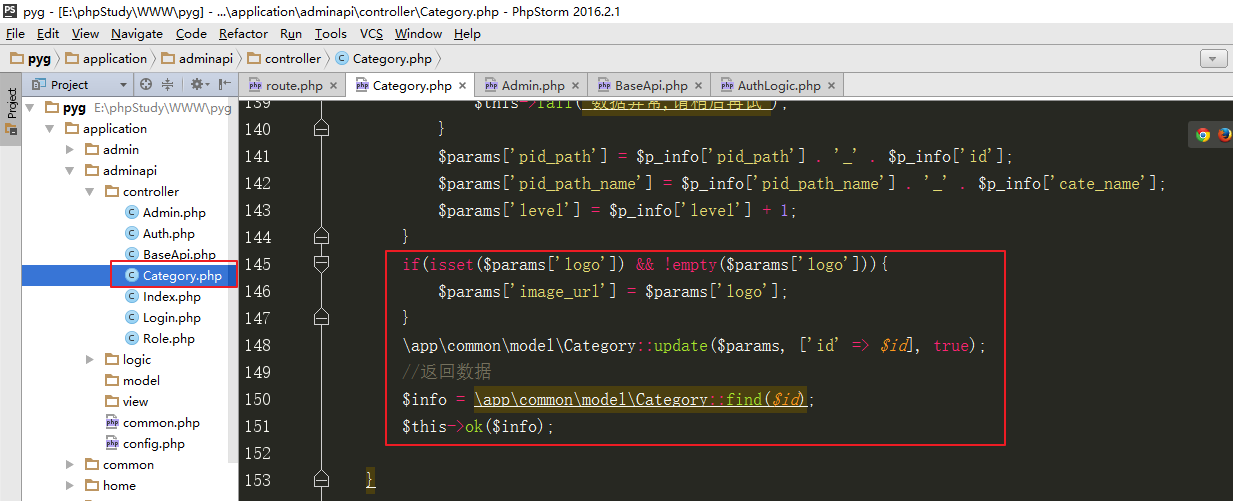 pyg - [E:\phpStudy\WWW\pyg] - ...\application\adminapi\controller\Category.php - PhpStorm 2016.2.1
File Edit View Navigate Code Refactor Run Tools VCS Window Help
pyg application adminapi controller Category.php
Project
Project
route.php × Category.php × Admin.php × BaseApi.php × AuthLogic.php ×
pyg E:\phpStudy\WWW\pyg
application
admin
adminapi
controller
Admin.php
Auth.php
BaseApi.php
Category.php
Index.php
Login.php
Role.php
logic
model
view
common.php
config.php
common
home
139 $this->fail('数据异常,请稍后再试');
140 }
141 $params['pid_path'] = $p_info['pid_path'] . '_' . $p_info['id'];
142 $params['pid_path_name'] = $p_info['pid_path_name'] . '_' . $p_info['cate_name'];
143 $params['level'] = $p_info['level'] + 1;
144 }
145 if(isset($params['logo']) && !empty($params['logo'])){
146 $params['image_url'] = $params['logo'];
147 }
148 \app\common\model\Category::update($params, ['id' => $id], true);
149 //返回数据
150 $info = \app\common\model\Category::find($id);
151 $this->ok($info);
152
153 }